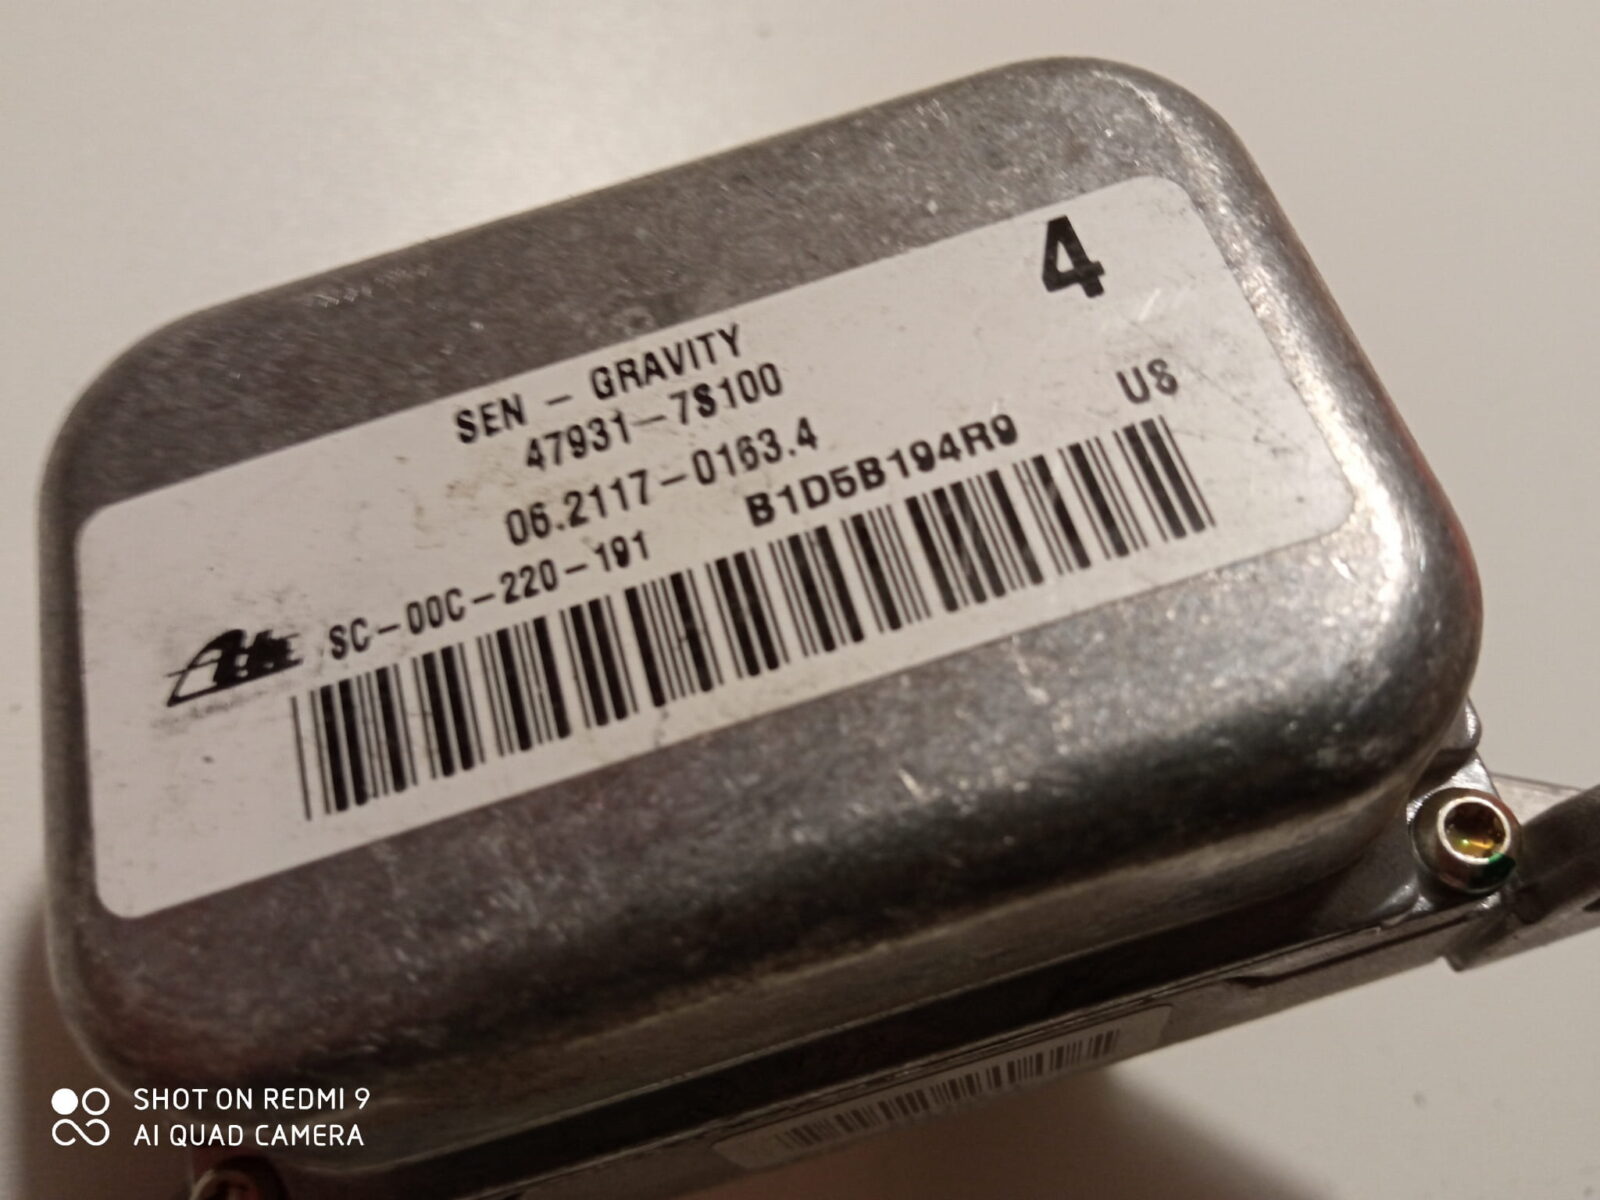 4
SEN - GRAVITY
47931-7S100
06.2117-0163.4
US
SC-00C-220-191
B1D5B194R9
Ate
SHOT ON REDMI 9
AI QUAD CAMERA